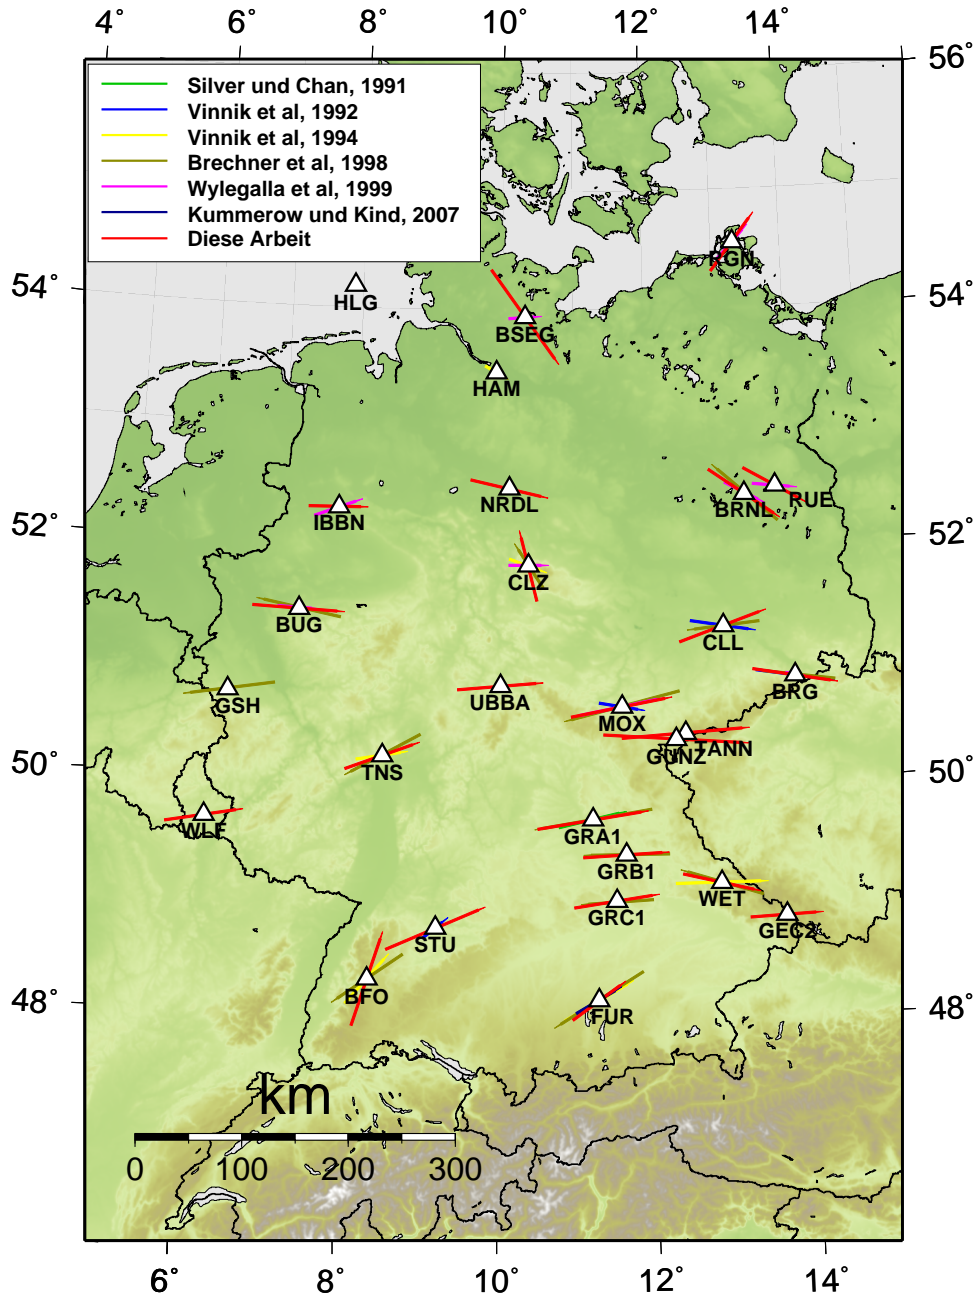 4° 6° 8° 10° 12° 14°
56°
Silver und Chan, 1991
Vinnik et al, 1992
Vinnik et al, 1994
Brechner et al, 1998
Wylegalla et al, 1999
Kummerow und Kind, 2007
Diese Arbeit
RGN
54° 54°
HLG
BSEG
HAM
NRDL
RUE
BRNL
IBBN
52° 52°
CLZ
BUG
CLL
BRG
GSH
UBBA
MOX
TANN
GUNZ
50° 50°
TNS
WLF
GRA1
GRB1
WET
GRC1
GEC2
STU
BFO
48° 48°
FUR
km
0 100 200 300
6° 8° 10° 12° 14°